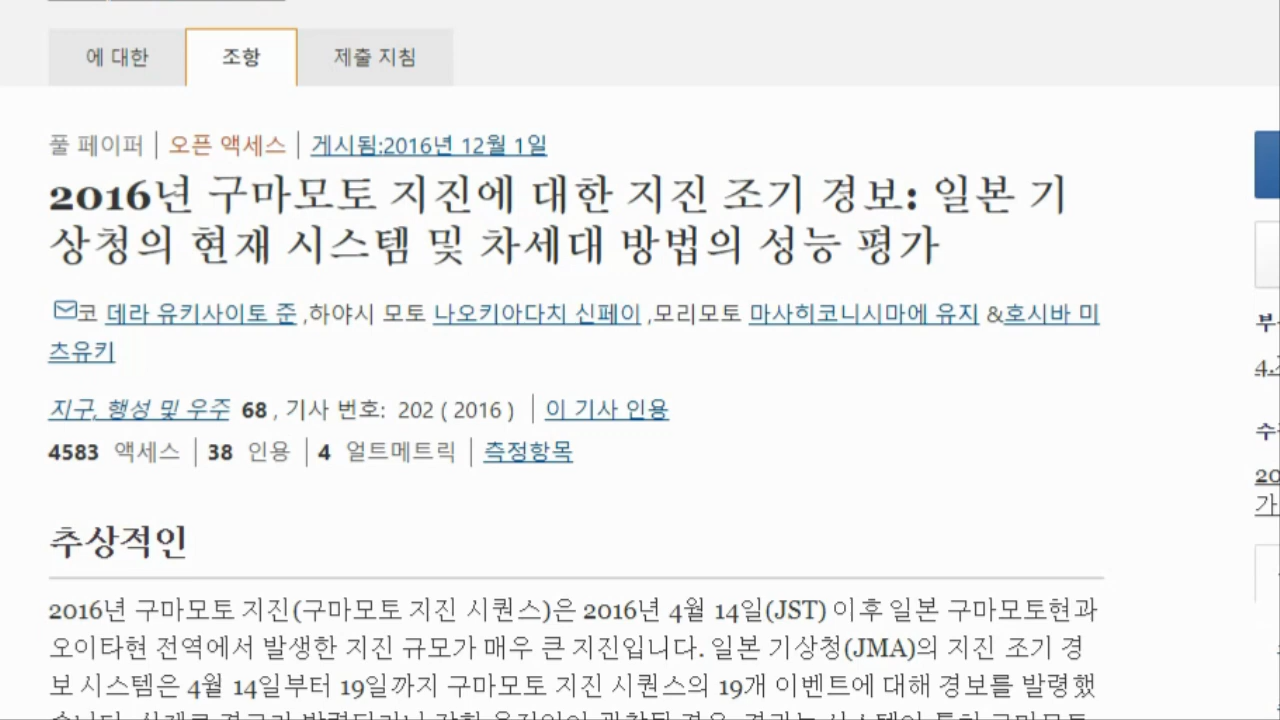 에 대한
조항
제출 지침
풀 페이퍼 | 오픈 액세스 | 게시됨:2016년 12월 1일
2016년 구마모토 지진에 대한 지진 조기 경보: 일본 기
상청의 현재 시스템 및 차세대 방법의 성능 평가
코 데라 유키사이토 준 ,하야시 모토 나오키아다치 신페이 ,모리모토 마사히코니시마에 유지 &호시바 미
츠유키
지구, 행성 및 우주 68 , 기사 번호: 202 ( 2016 ) | 이 기사 인용
4583 액세스 | 38 인용 | 4 얼트메트릭 | 측정항목
추상적인
2016년 구마모토 지진(구마모토 지진 시퀀스)은 2016년 4월 14일(JST) 이후 일본 구마모토현과
오이타현 전역에서 발생한 지진 규모가 매우 큰 지진입니다. 일본 기상청(JMA)의 지진 조기 경
보 시스템은 4월 14일부터 19일까지 구마모토 지진 시퀀스의 19개 이벤트에 대해 경보를 발령했